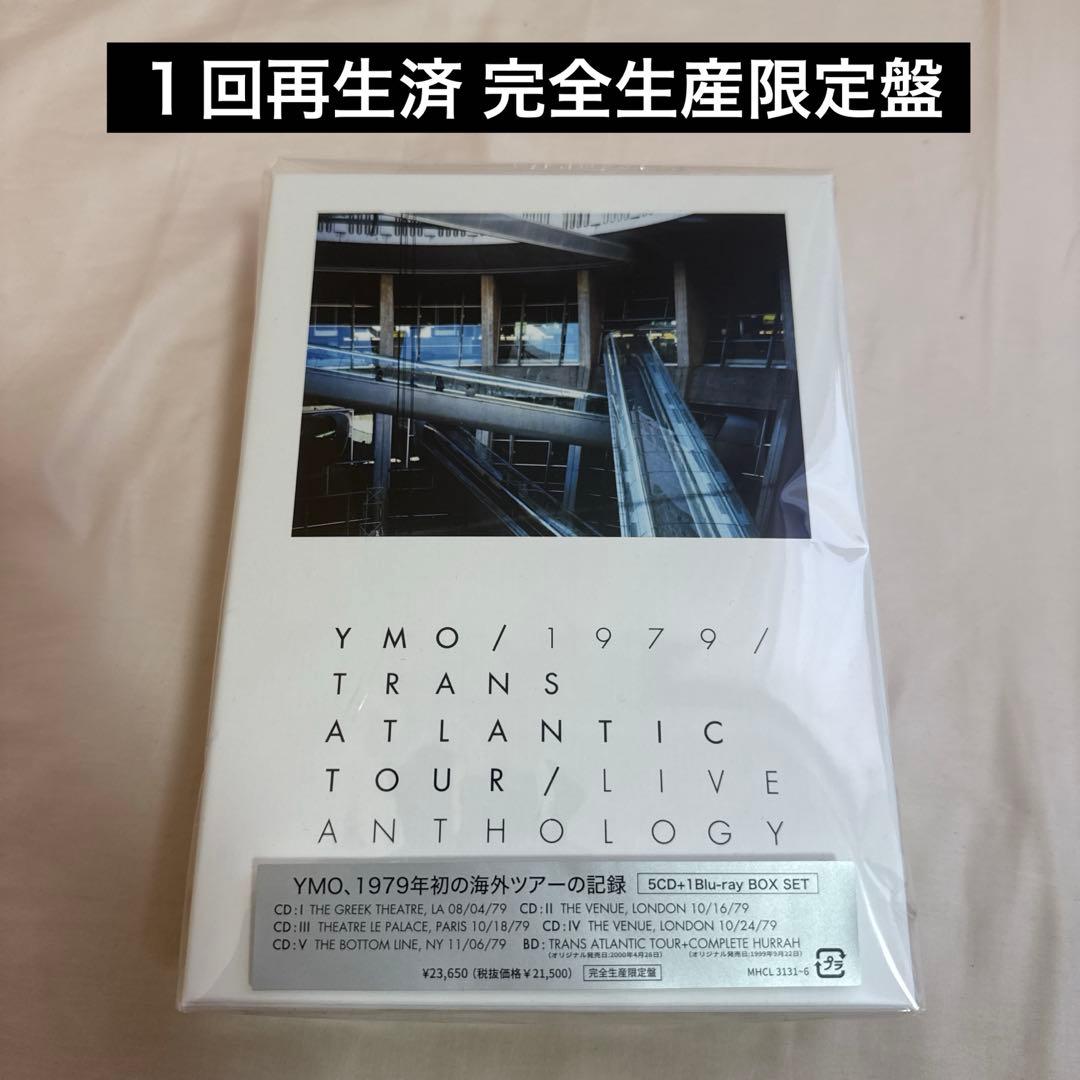 １回再生済 完全生産限定盤
YMO/1979/
TRANS
ATLANTIC
TOUR/LIVE
ANTHOLOGY
YMO、1979年初の海外ツアーの記録 5CD+1Blu-ray BOX SET
CD:I THE GREEK THEATRE, LA 08/04/79 CD:II THE VENUE, LONDON 10/16/79
CD:III THEATRE LE PALACE, PARIS 10/18/79 CD:IV THE VENUE, LONDON 10/24/79
CD:V THE BOTTOM LINE, NY 11/06/79 BD:TRANS ATLANTIC TOUR+COMPLETE HURRAH
(オリジナル発売日:2000年4月26日) (オリジナル発売日:1999年9月22日)
¥23,650(税抜価格¥21,500) 完全生産限定盤 MHCL 3131~6 プラ